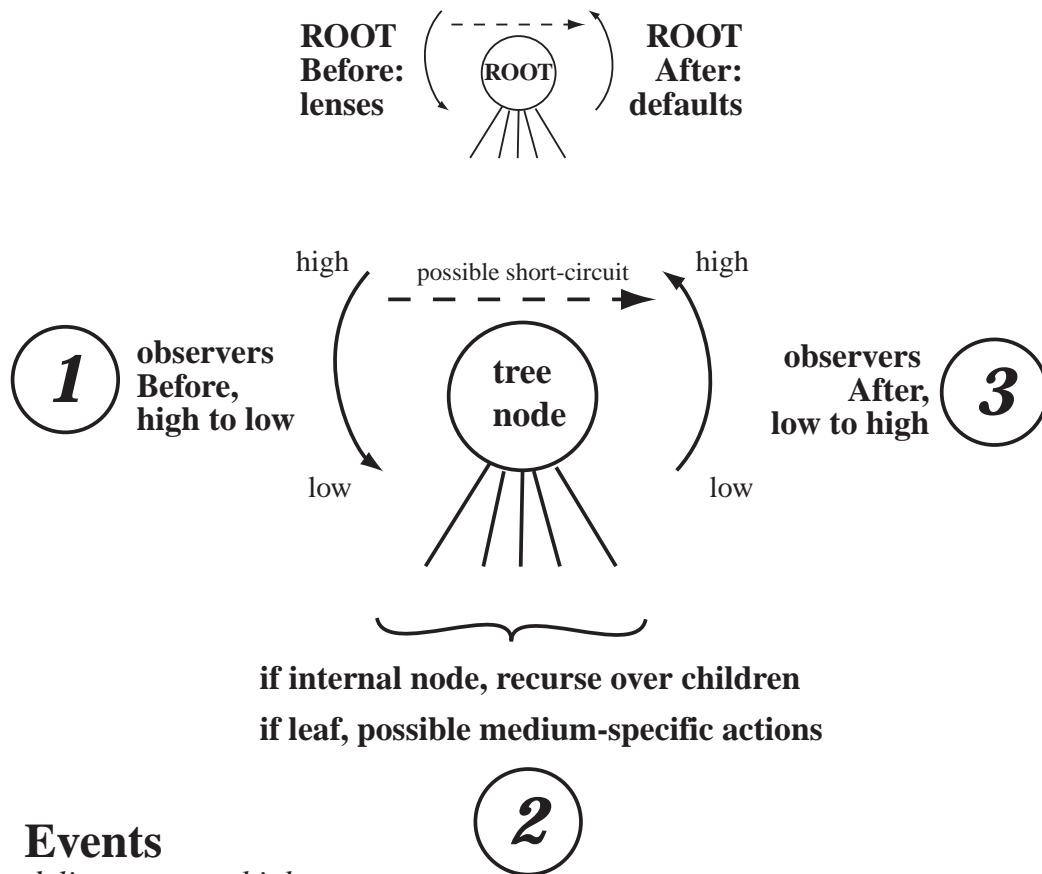 ROOT
Before:
lenses
ROOT
ROOT
After:
defaults
high
possible short-circuit
high
1
observers
Before,
high to low
tree
node
observers
After,
low to high
3
low
low
if internal node, recurse over children
if leaf, possible medium-specific actions
2
Events